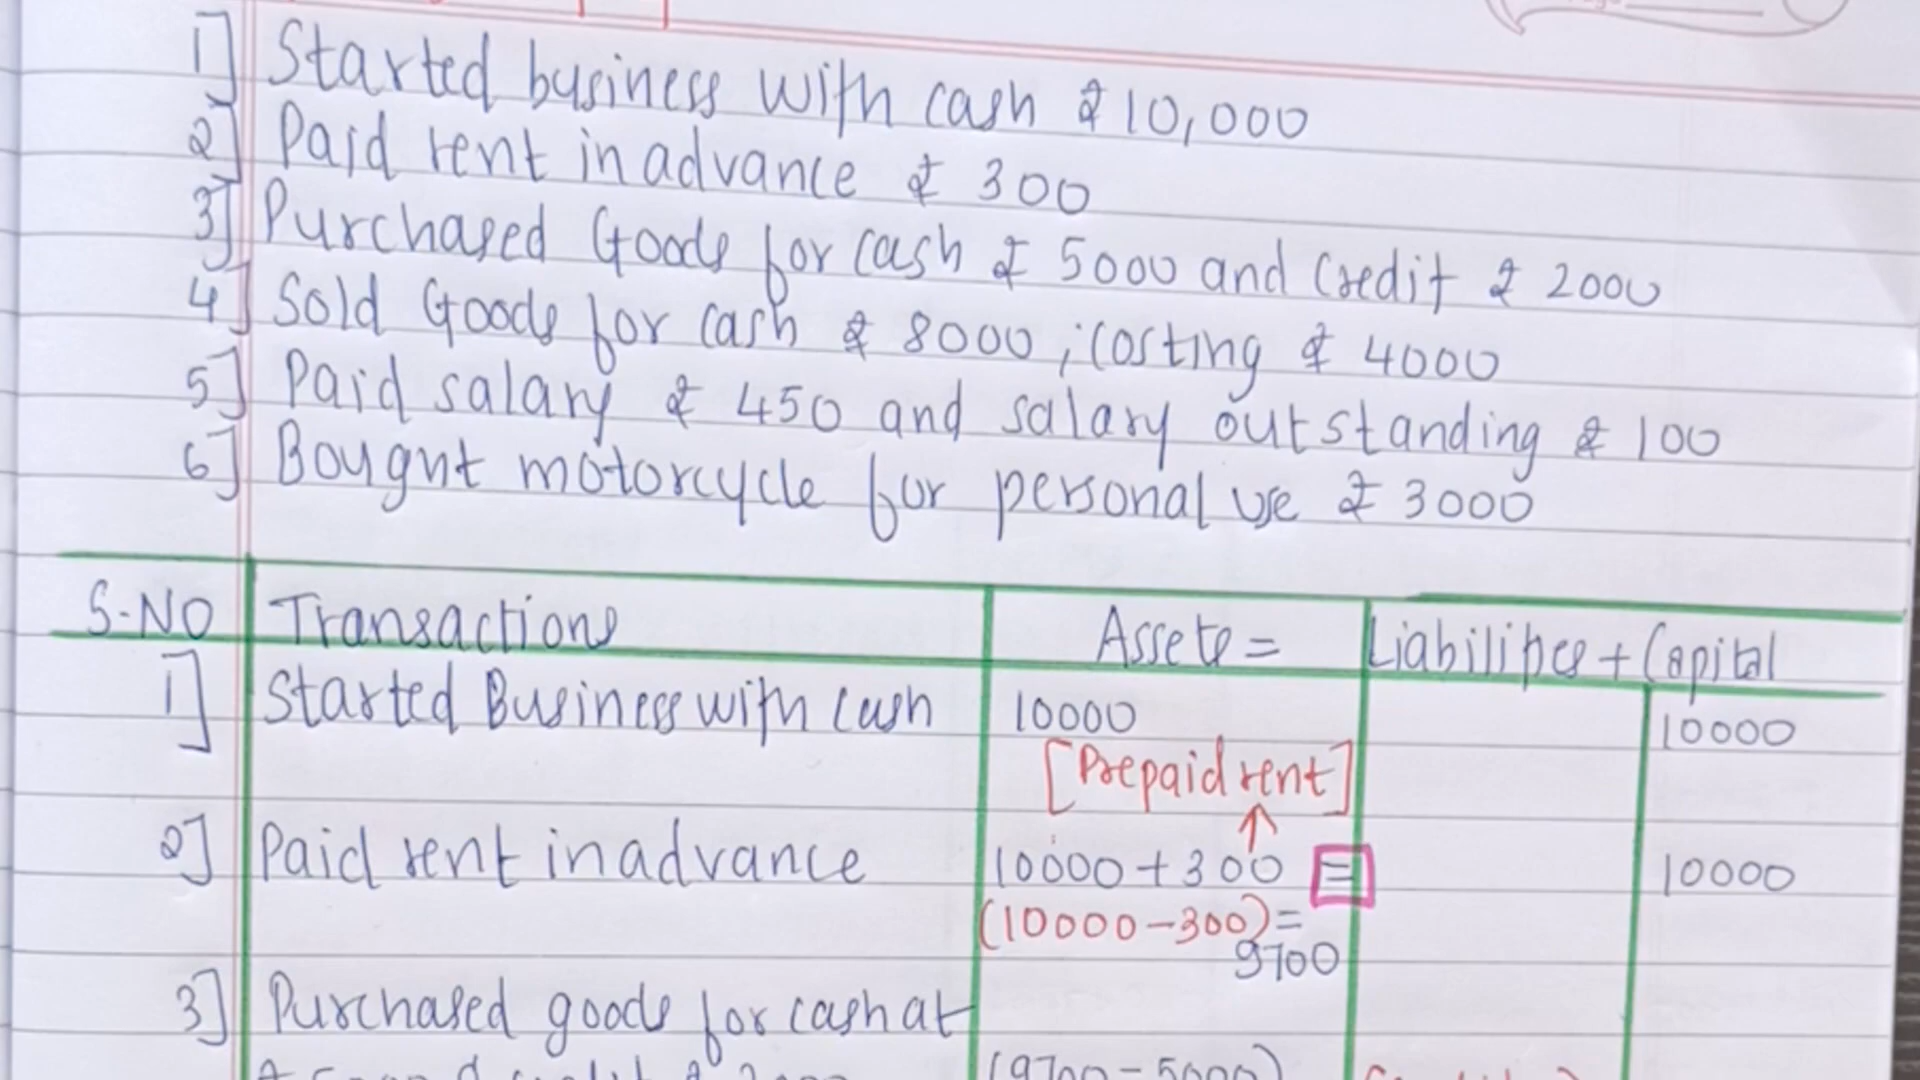 1] Started business with cash ₹ 10,000
2] Paid rent in advance ₹ 300
3] Purchased Goods for cash ₹ 5000 and Credit ₹ 2000
4] Sold Goods for cash ₹ 8000 ; costing ₹ 4000
5] Paid salary ₹ 450 and salary outstanding ₹ 100
6] Bought motorcycle for personal use ₹ 3000
S.NO Transactions Assets = Liabilities + Capital
1] Started Business with cash 10000 10000
[Prepaid rent]
↑
2] Paid rent in advance 10000 + 300 = 10000
(10000-300)=
9700
3] Purchased goods for cash at
(9700-5000)